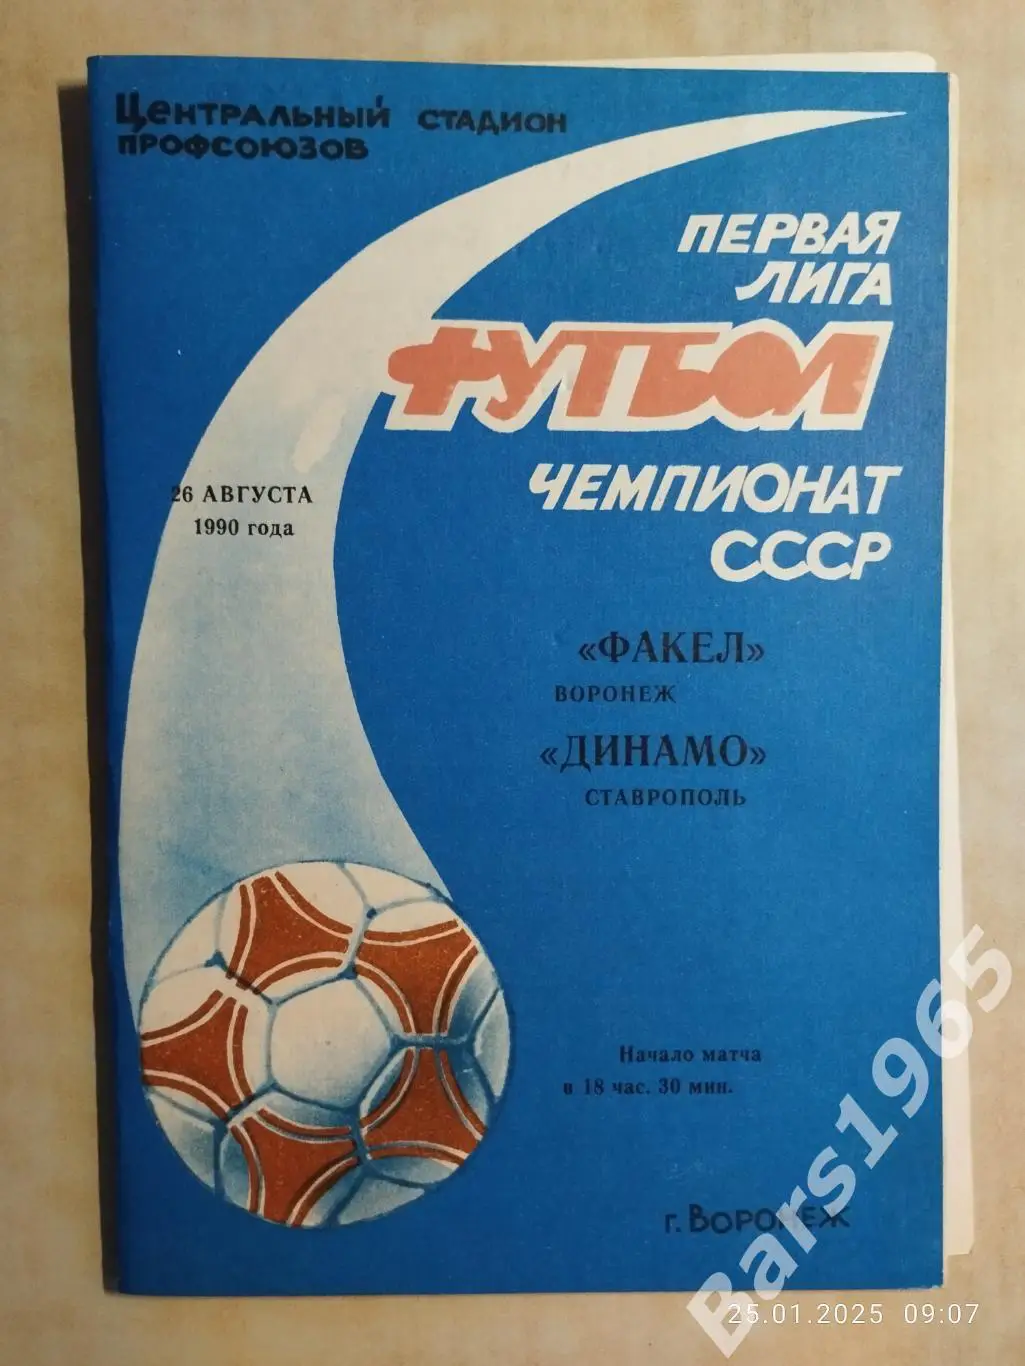 Центральный стадион
профсоюзов
ПЕРВАЯ
ЛИГА
ФУТБОЛ
ЧЕМПИОНАТ
СССР
26 АВГУСТА
1990 года
«ФАКЕЛ»
ВОРОНЕЖ
«ДИНАМО»
СТАВРОПОЛЬ
Начало матча
в 18 час. 30 мин.
г. Воронеж
Bars1965
25.01.2025 09:07